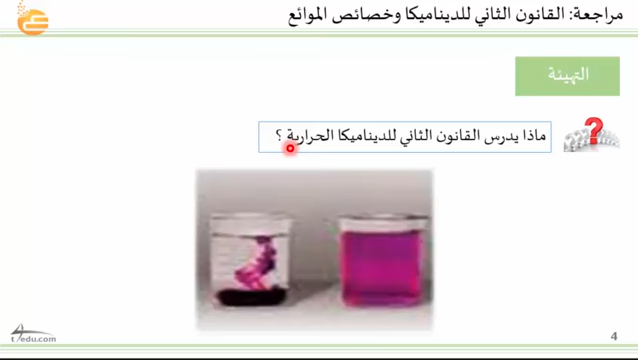 مراجعة: القانون الثاني للديناميكا وخصائص الموائع
التهيئة
ماذا يدرس القانون الثاني للديناميكا الحرارية ؟
t4edu.com
4